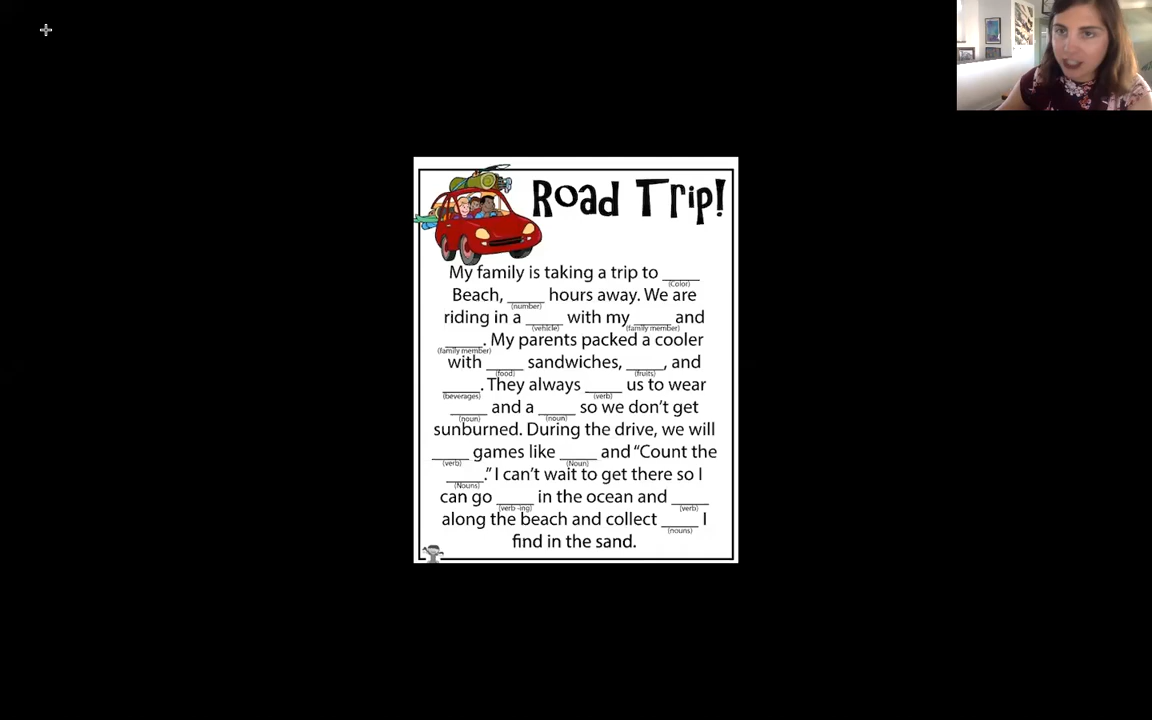 Road Trip!
My family is taking a trip to ____
(Color)
Beach, ____ hours away. We are
(number)
riding in a ____ with my ____ and
(vehicle) (family member)
____. My parents packed a cooler
(family member)
with ____ sandwiches, ____, and
(food) (fruits)
____. They always ____ us to wear
(beverages) (verb)
____ and a ____ so we don't get
(noun) (noun)
sunburned. During the drive, we will
____ games like ____ and “Count the
(verb) (Noun)
____.” I can't wait to get there so I
(Nouns)
can go ____ in the ocean and ____
(verb -ing) (verb)
along the beach and collect ____ I
(nouns)
find in the sand.